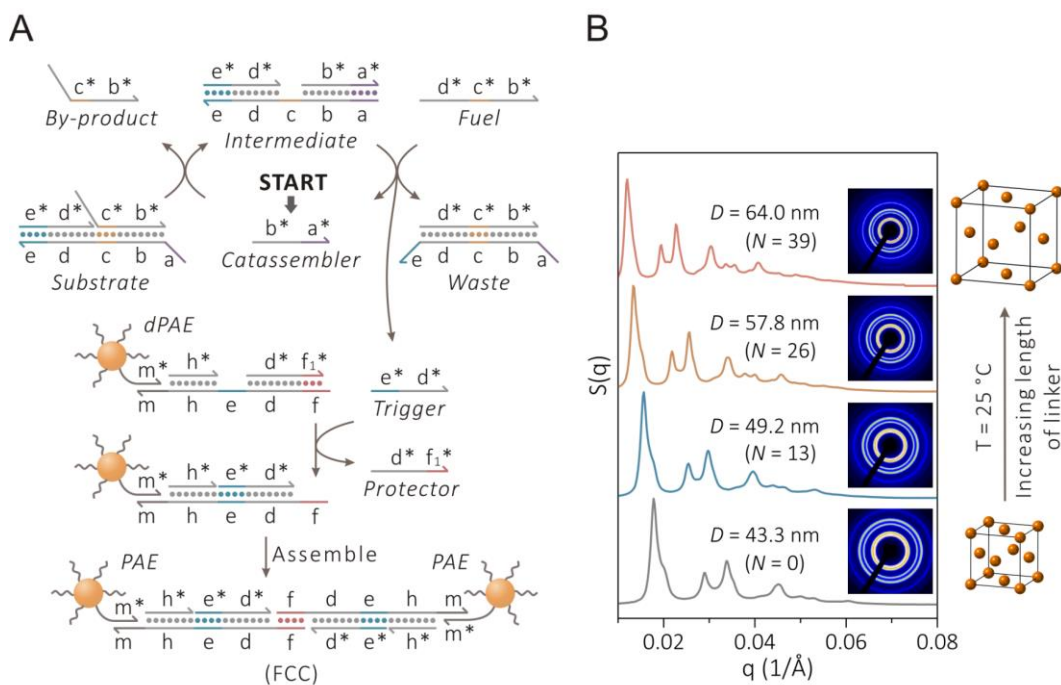 A
c* b*
By-product
e* d* b* a*
e d c b a
Intermediate
d* c* b*
Fuel
START
b* a*
Catassembler
e* d* c* b*
e d c b a
Substrate
d* c* b*
e a
Waste
dPAE
m* h* d* f₁*
m h e d f
e* d*
Trigger
d* f₁*
Protector
m* h* e* d*
m h e d f
Assemble
PAE PAE
m* h* e* d* f d e h m
m h e d f d* e* h* m*
(FCC)
B
S(q)
D = 64.0 nm
(N = 39)
D = 57.8 nm
(N = 26)
D = 49.2 nm
(N = 13)
D = 43.3 nm
(N = 0)
0.02 0.04 0.06 0.08
q (1/Å)
T = 25 °C
Increasing length
of linker